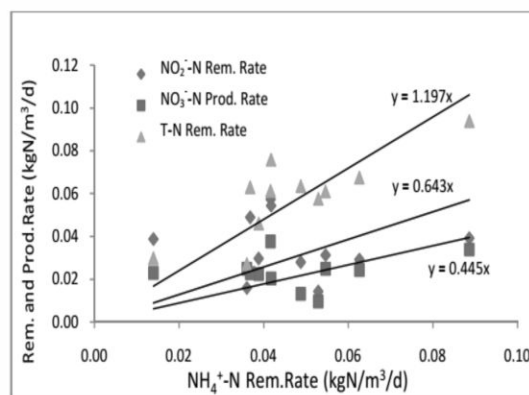 0.12
NO₂⁻-N Rem. Rate
0.10
NO₃⁻-N Prod. Rate
y = 1.197x
T-N Rem. Rate
0.08
y = 0.643x
0.06
0.04
0.02
y = 0.445x
0.00
0.00 0.02 0.04 0.06 0.08 0.10
NH₄⁺-N Rem.Rate (kgN/m³/d)
Rem. and Prod.Rate (kgN/m³/d)